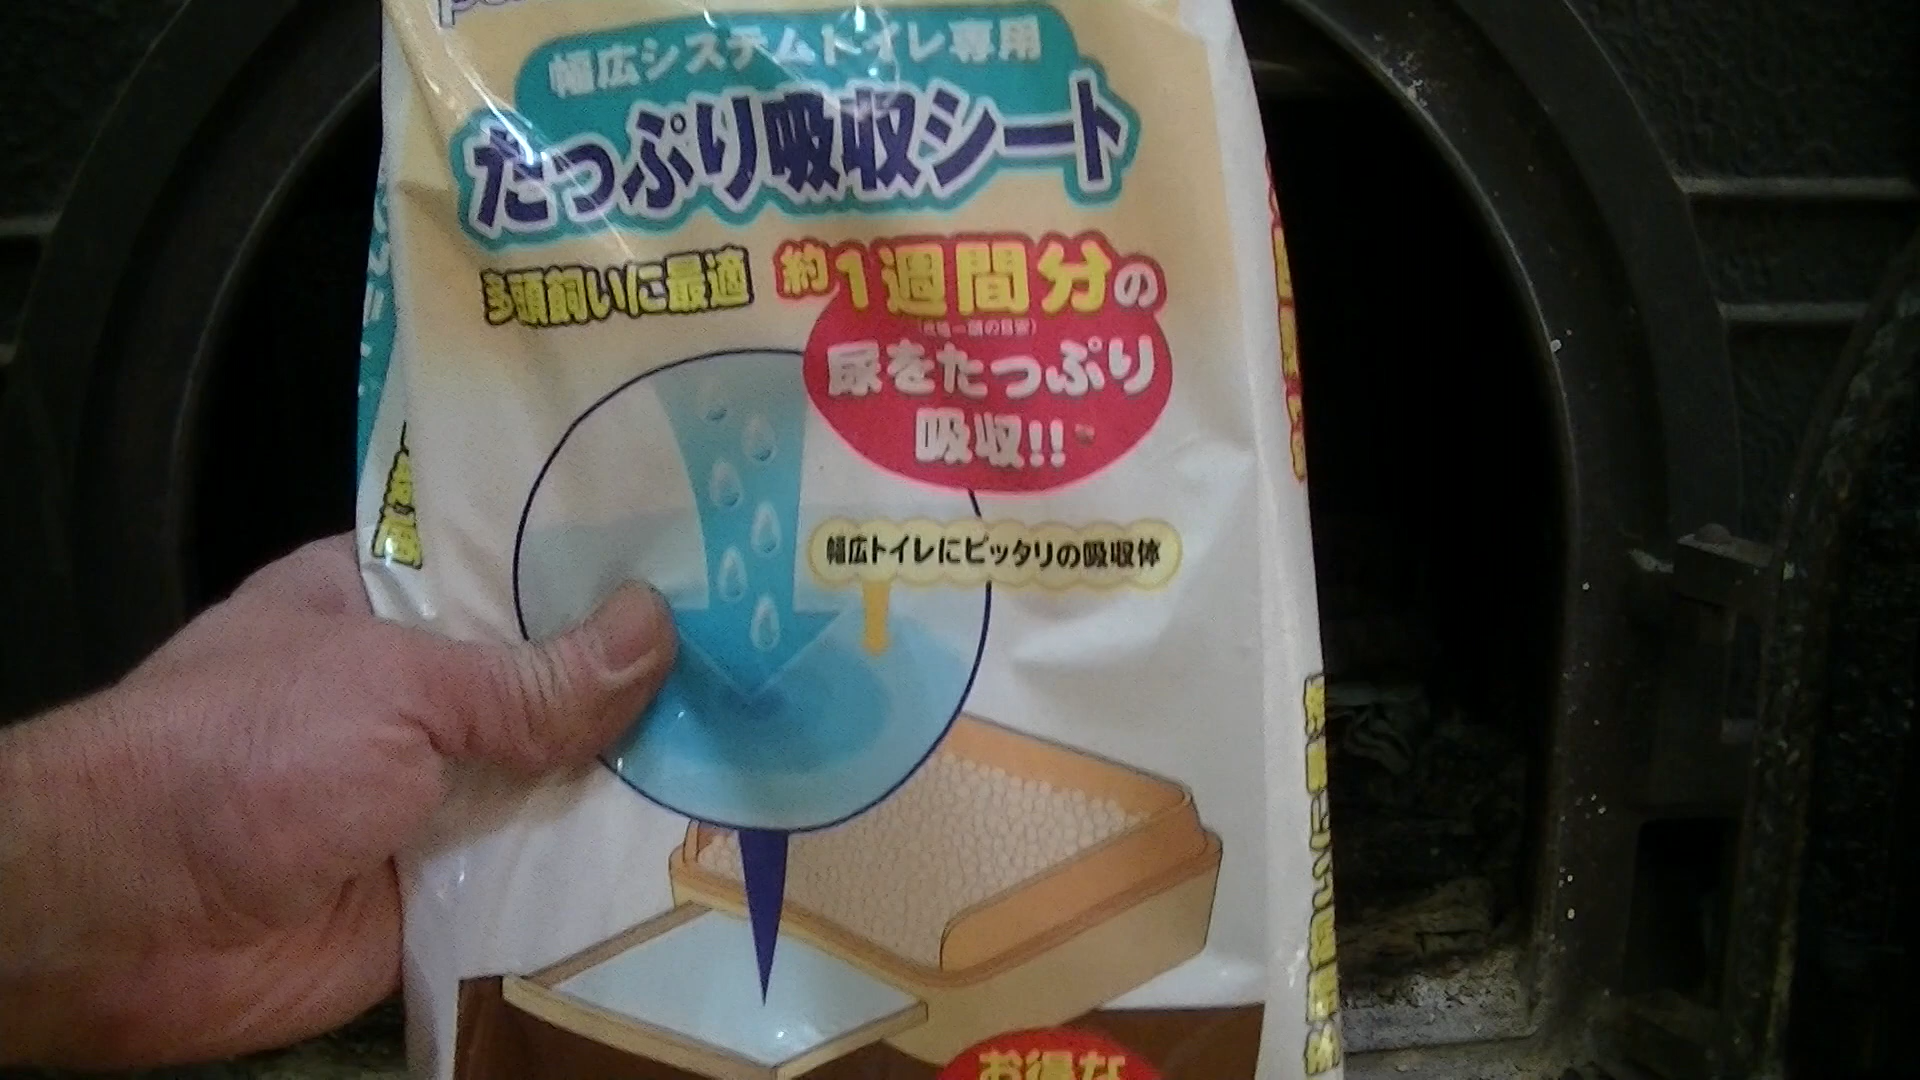 幅広システムトイレ専用
たっぷり吸収シート
多頭飼いに最適
約1週間分の
尿をたっぷり
吸収!!
幅広トイレにピッタリの吸収体
お得な